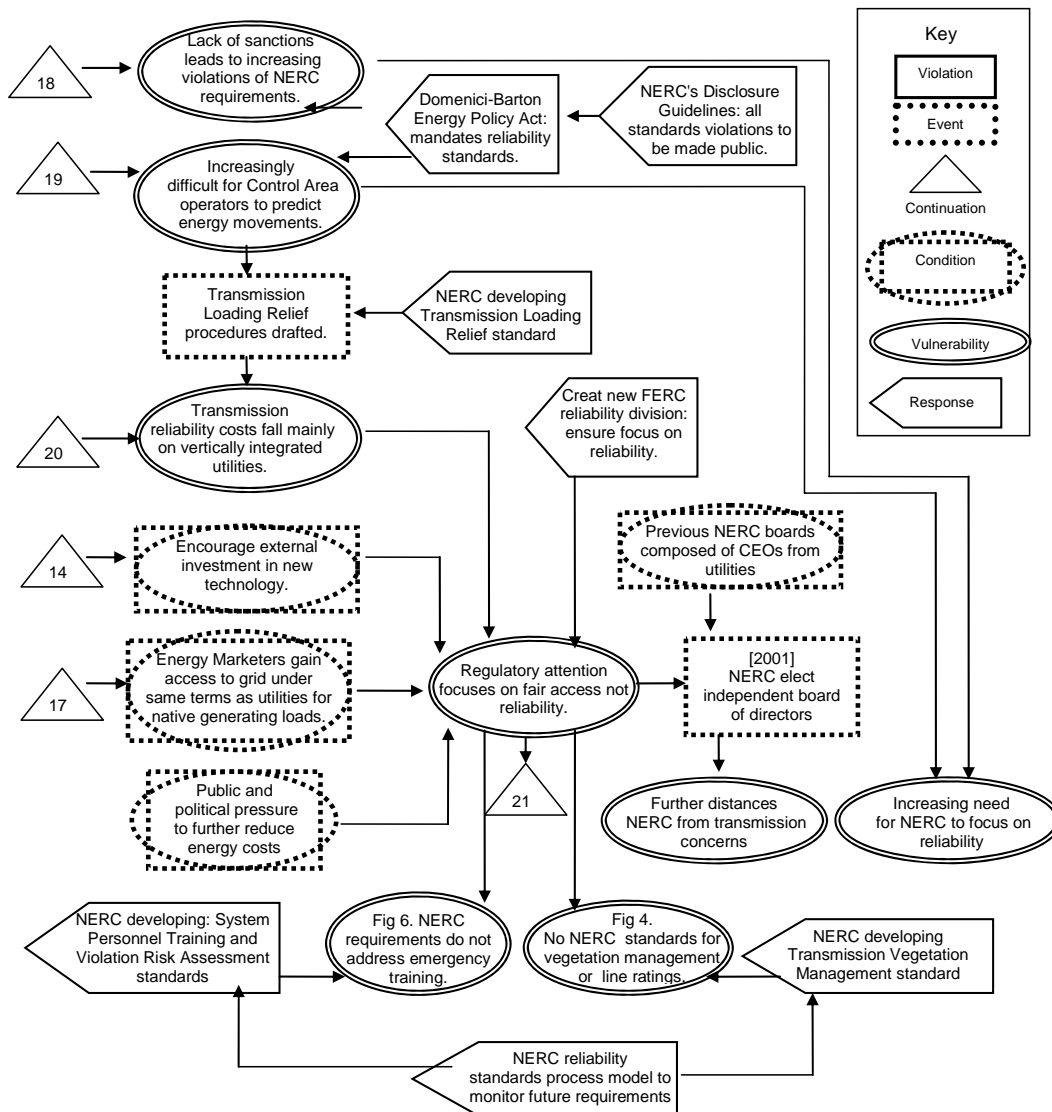 18
Lack of sanctions
leads to increasing
violations of NERC
requirements.
Domenici-Barton
Energy Policy Act:
mandates reliability
standards.
NERC's Disclosure
Guidelines: all
standards violations to
be made public.
Key
Violation
Event
Continuation
Condition
Vulnerability
Response
19
Increasingly
difficult for Control Area
operators to predict
energy movements.
Transmission
Loading Relief
procedures drafted.
NERC developing
Transmission Loading
Relief standard
20
Transmission
reliability costs fall mainly
on vertically integrated
utilities.
Creat new FERC
reliability division:
ensure focus on
reliability.
14
Encourage external
investment in new
technology.
Previous NERC boards
composed of CEOs from
utilities
17
Energy Marketers gain
access to grid under
same terms as utilities for
native generating loads.
Regulatory attention
focuses on fair access not
reliability.
[2001]
NERC elect
independent board
of directors
Public and
political pressure
to further reduce
energy costs
21
Further distances
NERC from transmission
concerns
Increasing need
for NERC to focus on
reliability
NERC developing: System
Personnel Training and
Violation Risk Assessment
standards
Fig 6. NERC
requirements do not
address emergency
training.
Fig 4.
No NERC standards for
vegetation management
or line ratings.
NERC developing
Transmission Vegetation
Management standard
NERC reliability
standards process model to
monitor future requirements